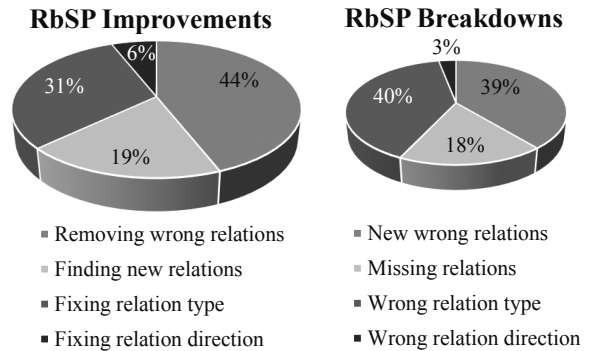 RbSP Improvements
6%
44%
31%
19%
Removing wrong relations
Finding new relations
Fixing relation type
Fixing relation direction
RbSP Breakdowns
3%
39%
40%
18%
New wrong relations
Missing relations
Wrong relation type
Wrong relation direction